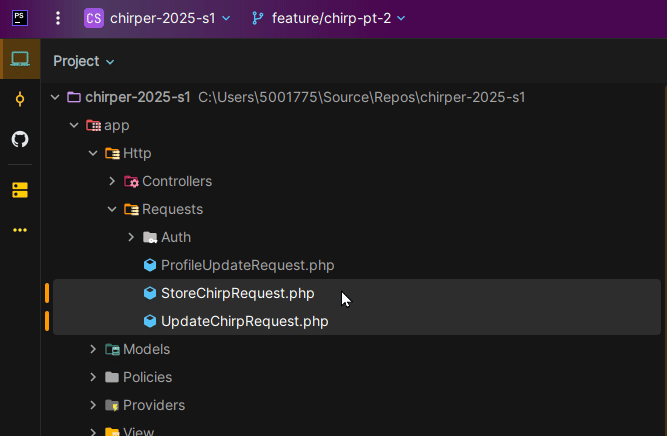 PS CS chirper-2025-s1 feature/chirp-pt-2
Project
chirper-2025-s1 C:\Users\5001775\Source\Repos\chirper-2025-s1
app
Http
Controllers
Requests
Auth
ProfileUpdateRequest.php
StoreChirpRequest.php
UpdateChirpRequest.php
Models
Policies
Providers
View